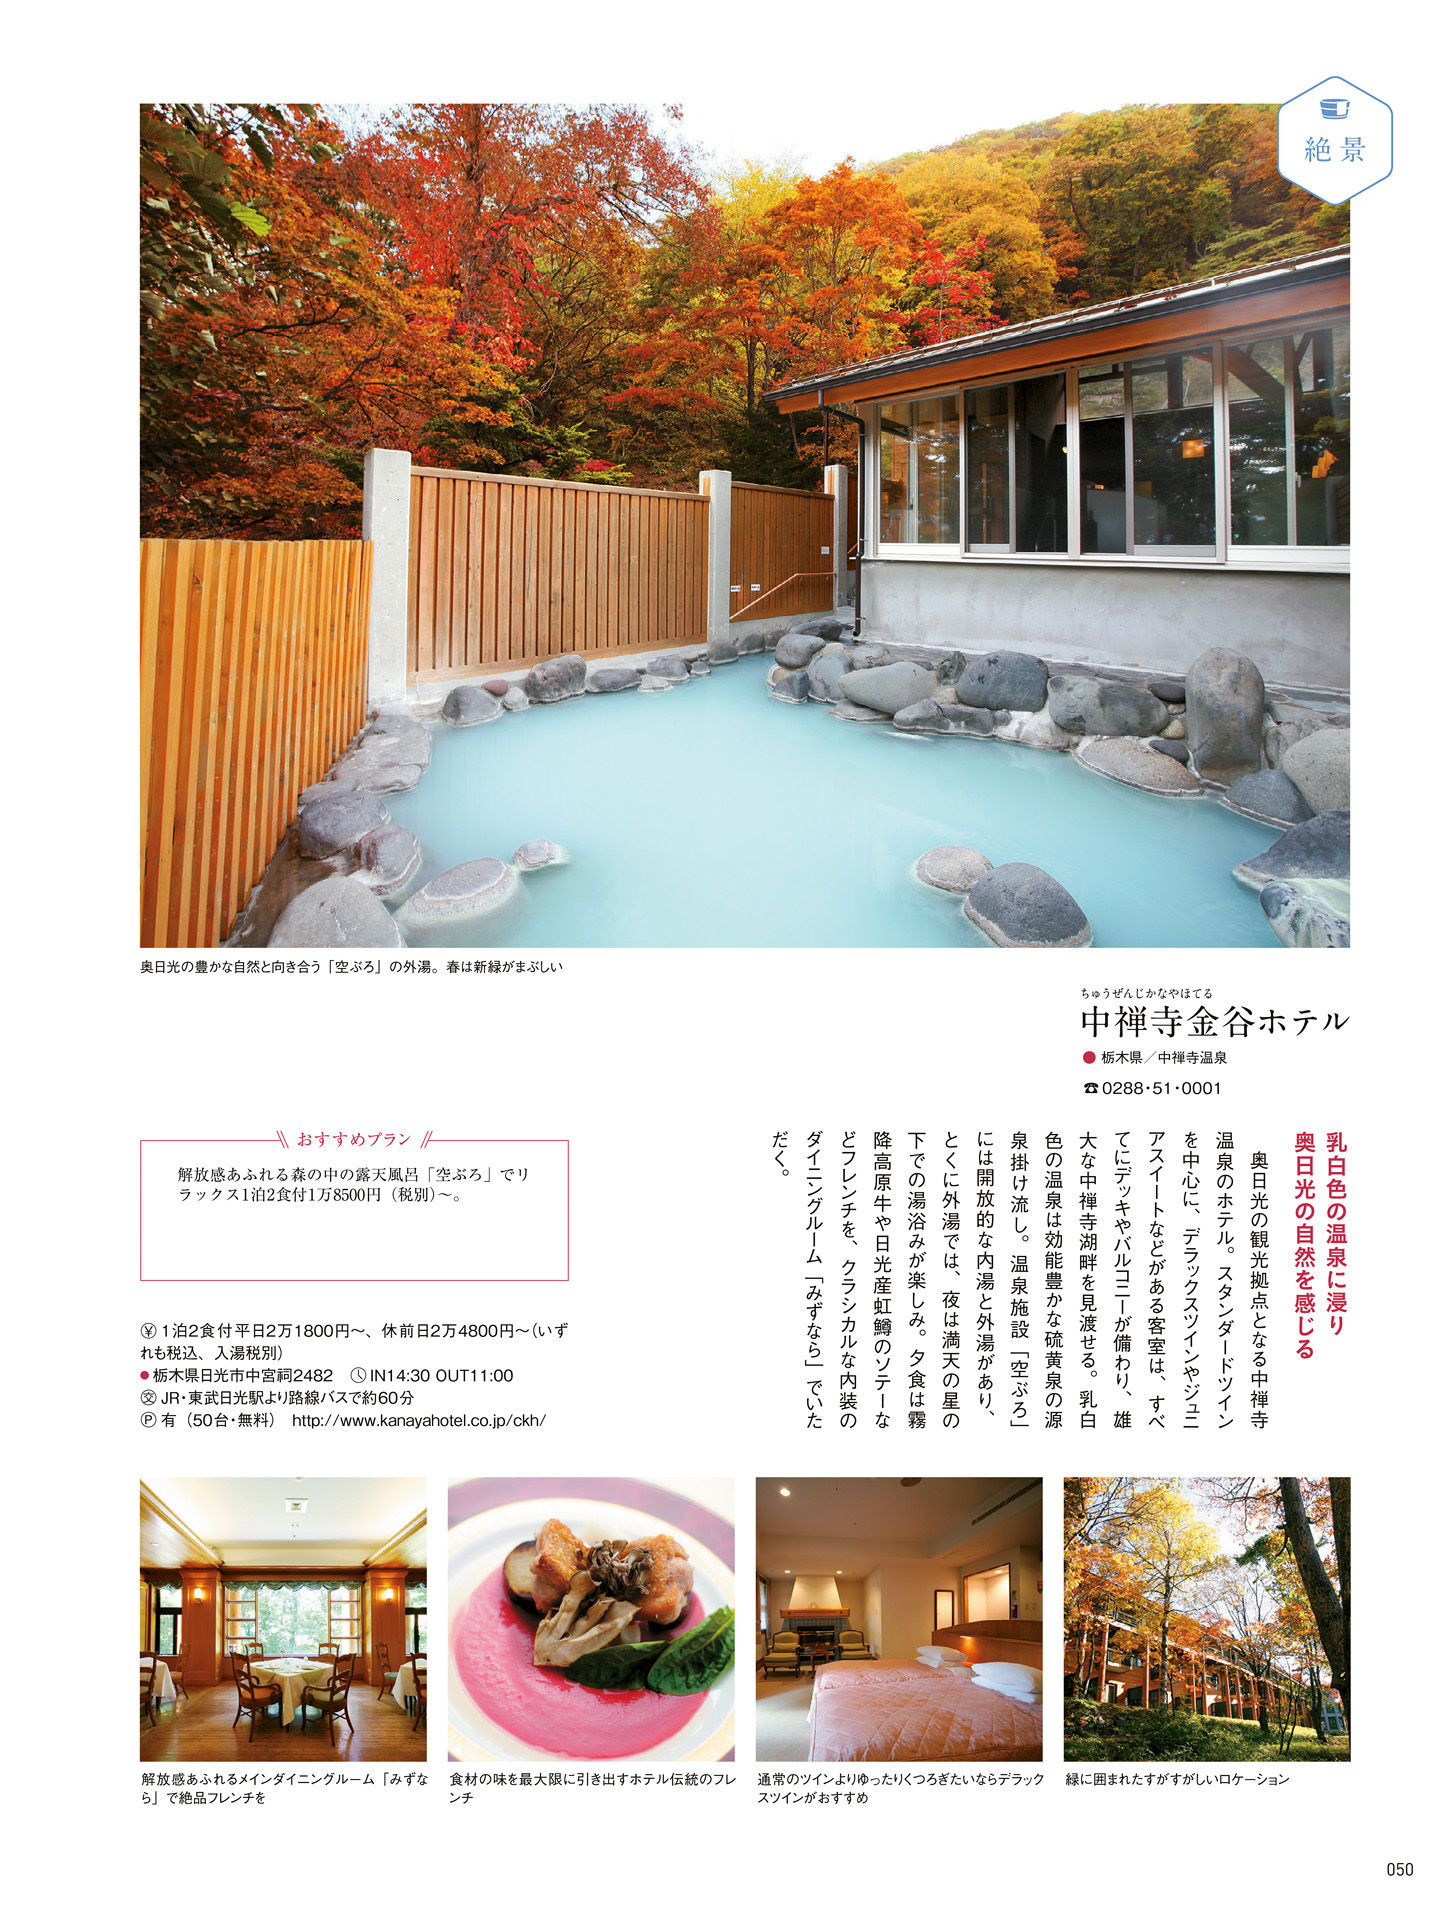 絶景
奥日光の豊かな自然と向き合う「空ぶろ」の外湯。春は新緑がまぶしい
ちゅうぜんじかなやほてる
中禅寺金谷ホテル
● 栃木県／中禅寺温泉
☎0288・51・0001
乳白色の温泉に浸り
奥日光の自然を感じる
奥日光の観光拠点となる中禅寺
温泉のホテル。スタンダードツイン
を中心に、デラックスツインやジュニ
アスイートなどがある客室は、すべ
てにデッキやバルコニーが備わり、雄
大な中禅寺湖畔を見渡せる。乳白
色の温泉は効能豊かな硫黄泉の源
泉掛け流し。温泉施設「空ぶろ」
には開放的な内湯と外湯があり、
とくに外湯では、夜は満天の星の
下での湯浴みが楽しみ。夕食は霧
降高原牛や日光産虹鱒のソテーな
どフレンチを、クラシカルな内装の
ダイニングルーム「みずなら」でいた
だく。
おすすめプラン
解放感あふれる森の中の露天風呂「空ぶろ」でリ
ラックス1泊2食付1万8500円（税別）～。
¥ 1泊2食付平日2万1800円～、休前日2万4800円～（いず
れも税込、入湯税別）
●栃木県日光市中宮祠2482　IN14:30 OUT11:00
交 JR・東武日光駅より路線バスで約60分
Ⓟ 有（50台・無料）　http://www.kanayahotel.co.jp/ckh/
解放感あふれるメインダイニングルーム「みずな
ら」で絶品フレンチを
食材の味を最大限に引き出すホテル伝統のフレ
ンチ
通常のツインよりゆったりくつろぎたいならデラック
スツインがおすすめ
緑に囲まれたすがすがしいロケーション
050